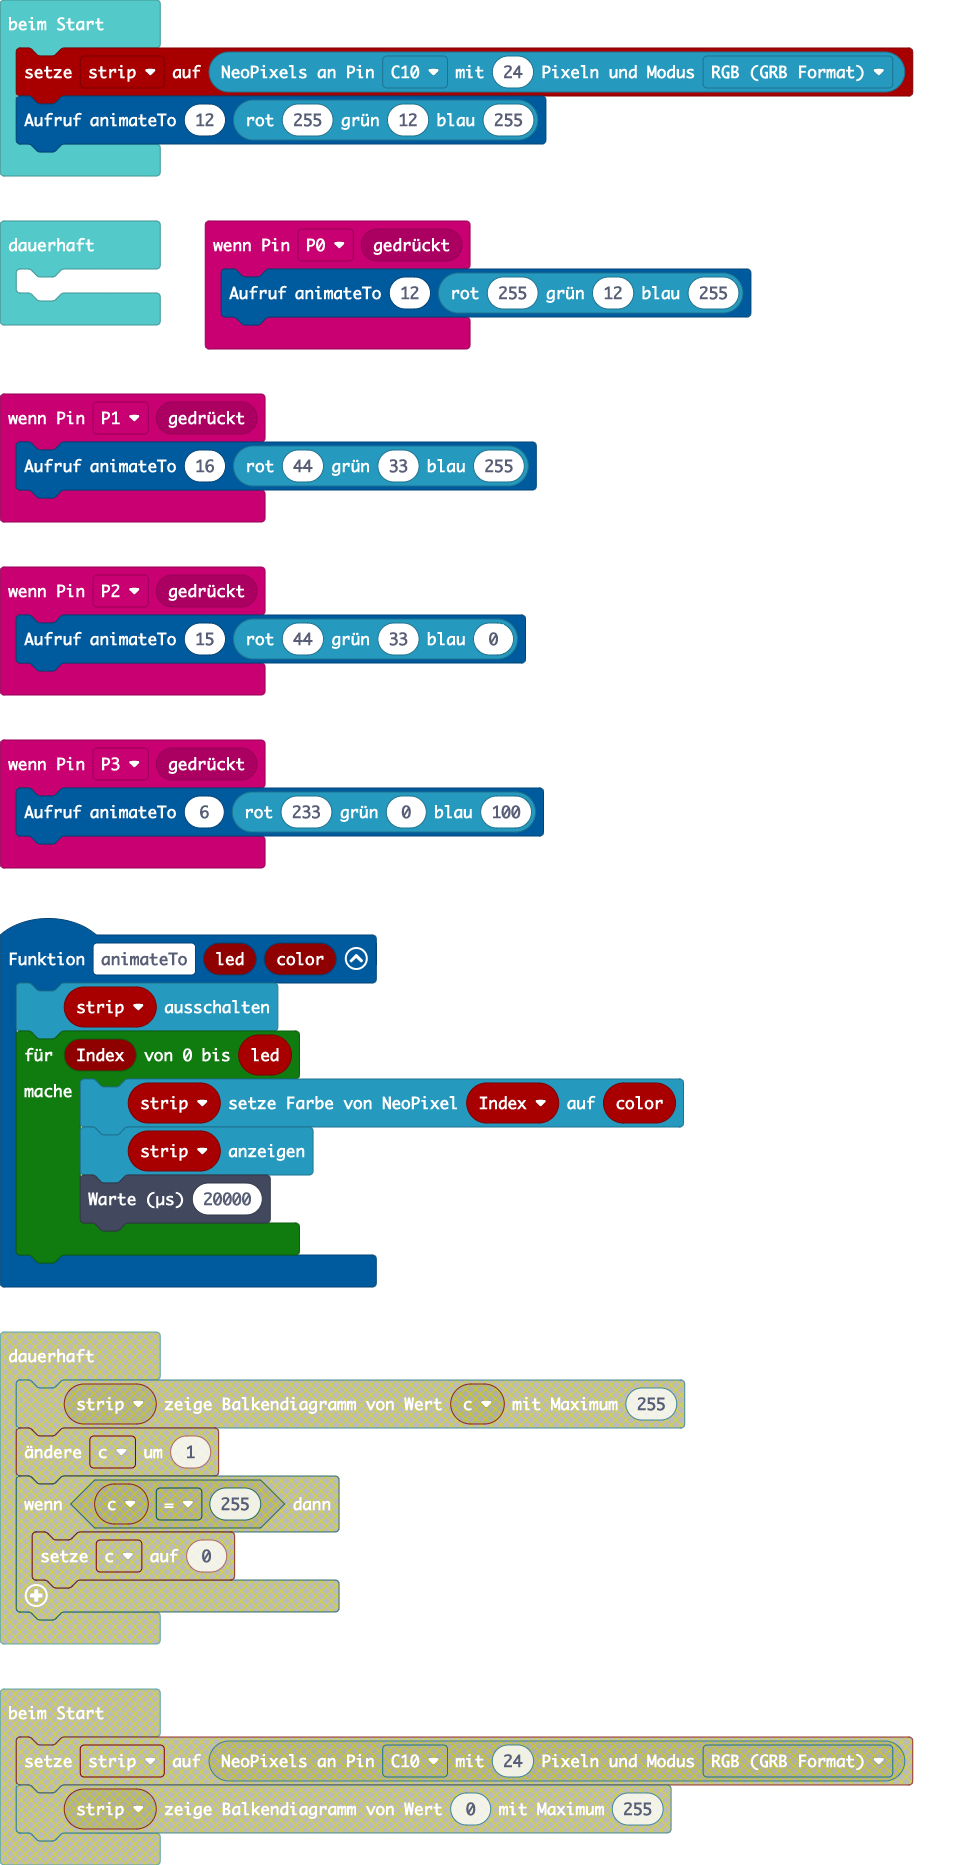 beim Start
setze strip auf NeoPixels an Pin C10 mit 24 Pixeln und Modus RGB (GRB Format)
Aufruf animateTo 12 rot 255 grün 12 blau 255
dauerhaft
wenn Pin P0 gedrückt
Aufruf animateTo 12 rot 255 grün 12 blau 255
wenn Pin P1 gedrückt
Aufruf animateTo 16 rot 44 grün 33 blau 255
wenn Pin P2 gedrückt
Aufruf animateTo 15 rot 44 grün 33 blau 0
wenn Pin P3 gedrückt
Aufruf animateTo 6 rot 233 grün 0 blau 100
Funktion animateTo led color
strip ausschalten
für Index von 0 bis led
mache
strip setze Farbe von NeoPixel Index auf color
strip anzeigen
Warte (µs) 20000
dauerhaft
strip zeige Balkendiagramm von Wert c mit Maximum 255
ändere c um 1
wenn c = 255 dann
setze c auf 0
beim Start
setze strip auf NeoPixels an Pin C10 mit 24 Pixeln und Modus RGB (GRB Format)
strip zeige Balkendiagramm von Wert 0 mit Maximum 255